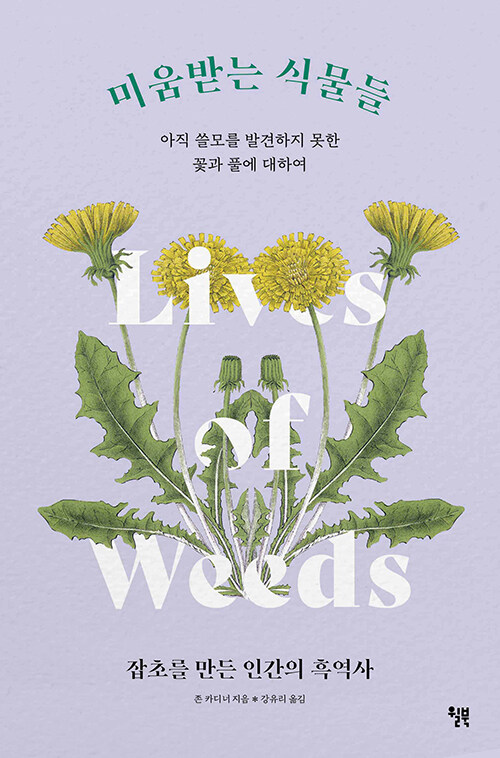 미움받는 식물들
아직 쓸모를 발견하지 못한
꽃과 풀에 대하여
Lives
of
Weeds
잡초를 만든 인간의 흑역사
존 카디너 지음 * 강유리 옮김
윌북